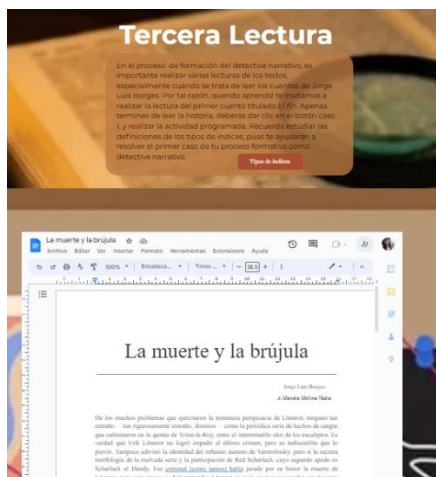 Tercera Lectura
En el proceso de formación del detective narrativo, es
importante realizar varias lecturas de los textos,
especialmente cuando se trata de leer los cuentos de Jorge
Luis Borges. Por tal razón, querido aprendiz te invitamos a
realizar la lectura del primer cuento titulado El fin. Apenas
termines de leer la historia, deberás dar clic en el botón caso
1, y realizar la actividad programada. Recuerda estudiar las
definiciones de los tipos de índices, pues te ayudarán a
resolver el primer caso de tu proceso formativo como
detective narrativo.
Tipos de índices
La muerte y la brújula
Archivo Editar Ver Insertar Formato Herramientas Extensiones Ayuda
100% Encabeza... Times ...
La muerte y la brújula
Jorge Luis Borges
A Mandie Molina Vedia
De los muchos problemas que ejercitaron la temeraria perspicacia de Lönnrot, ninguno tan
extraño —tan rigurosamente extraño, diremos— como la periódica serie de hechos de sangre
que culminaron en la quinta de Triste-le-Roy, entre el interminable olor de los eucaliptos. Es
verdad que Erik Lönnrot no logró impedir el último crimen, pero es indiscutible que lo
previó. Tampoco adivinó la identidad del infausto asesino de Yarmolinsky, pero sí la secreta
morfología de la malvada serie y la participación de Red Scharlach, cuyo segundo apodo es
Scharlach el Dandy. Ese criminal (como tantos) había jurado por su honor la muerte de